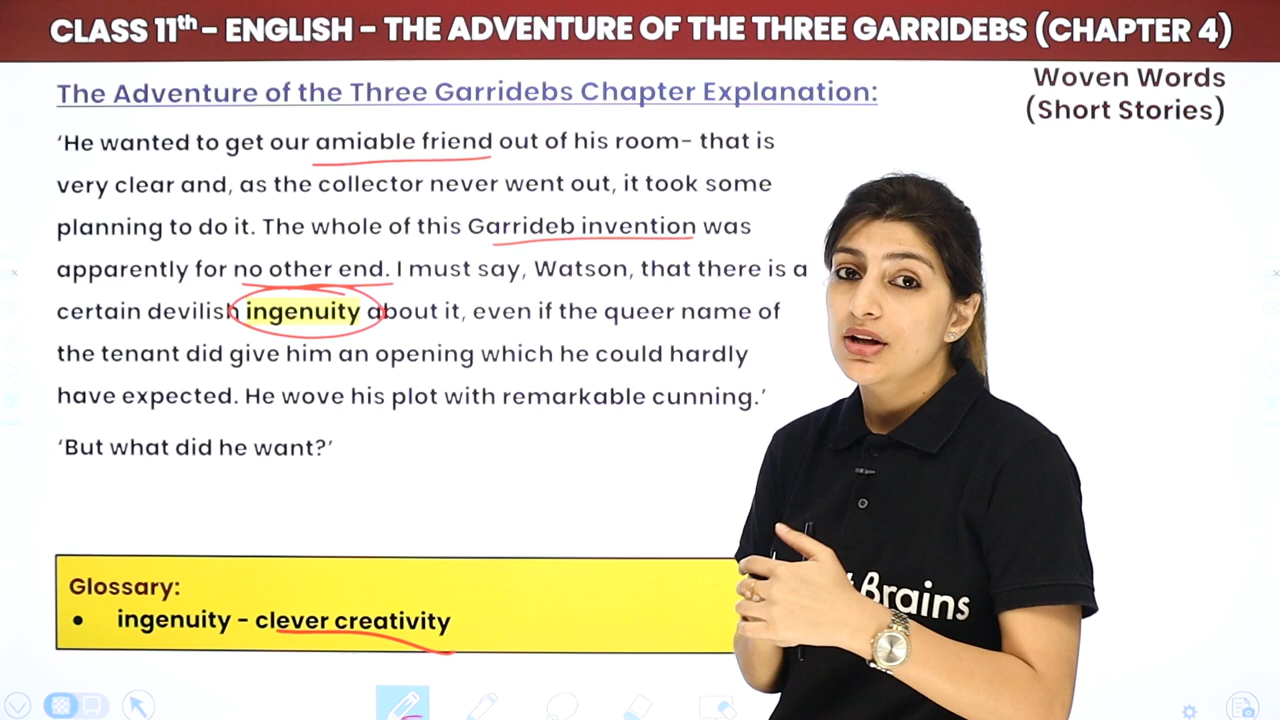 CLASS 11th - ENGLISH - THE ADVENTURE OF THE THREE GARRIDEBS (CHAPTER 4)
Woven Words
(Short Stories)
The Adventure of the Three Garridebs Chapter Explanation:
‘He wanted to get our amiable friend out of his room- that is
very clear and, as the collector never went out, it took some
planning to do it. The whole of this Garrideb invention was
apparently for no other end. I must say, Watson, that there is a
certain devilish ingenuity about it, even if the queer name of
the tenant did give him an opening which he could hardly
have expected. He wove his plot with remarkable cunning.’
‘But what did he want?’
Glossary:
• ingenuity - clever creativity
Brains